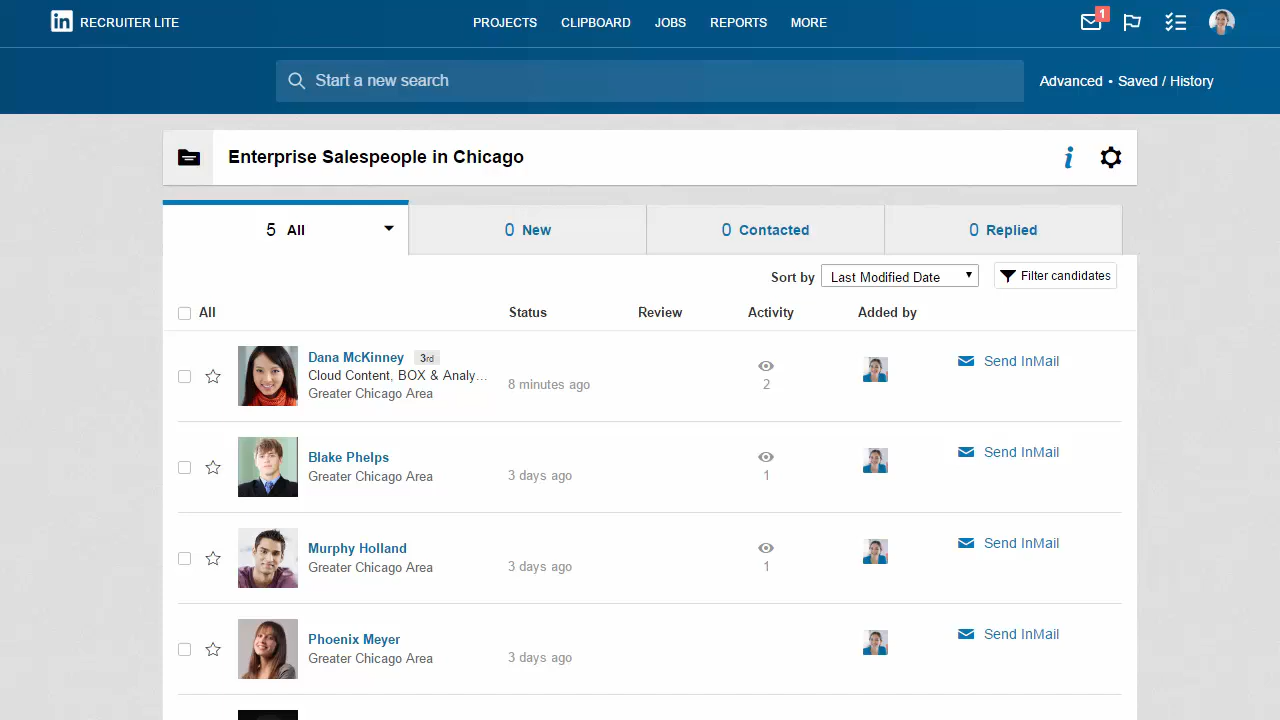 in RECRUITER LITE
PROJECTS CLIPBOARD JOBS REPORTS MORE
1
Start a new search
Advanced • Saved / History
Enterprise Salespeople in Chicago
i
5 All
0 New
0 Contacted
0 Replied
Sort by Last Modified Date Filter candidates
All Status Review Activity Added by
Dana McKinney 3rd
Cloud Content, BOX & Analy...
Greater Chicago Area
8 minutes ago
2
Send InMail
Blake Phelps
Greater Chicago Area
3 days ago
1
Send InMail
Murphy Holland
Greater Chicago Area
3 days ago
1
Send InMail
Phoenix Meyer
Greater Chicago Area
3 days ago
Send InMail